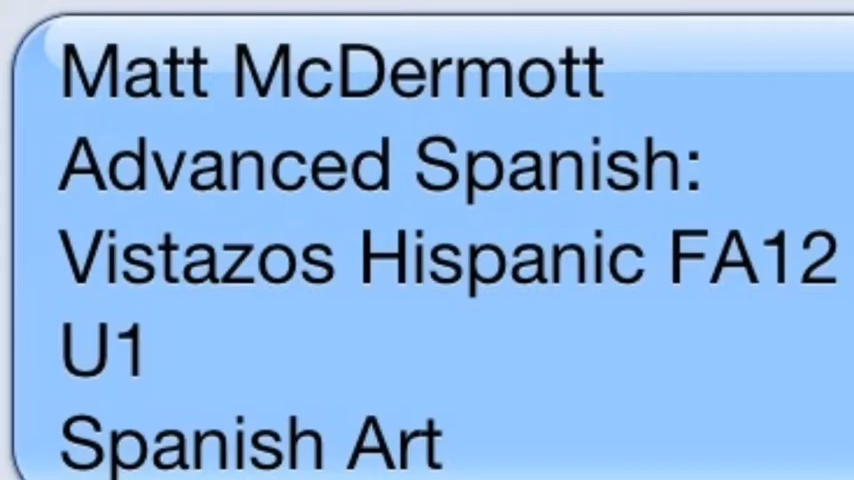 Matt McDermott
Advanced Spanish:
Vistazos Hispanic FA12
U1
Spanish Art